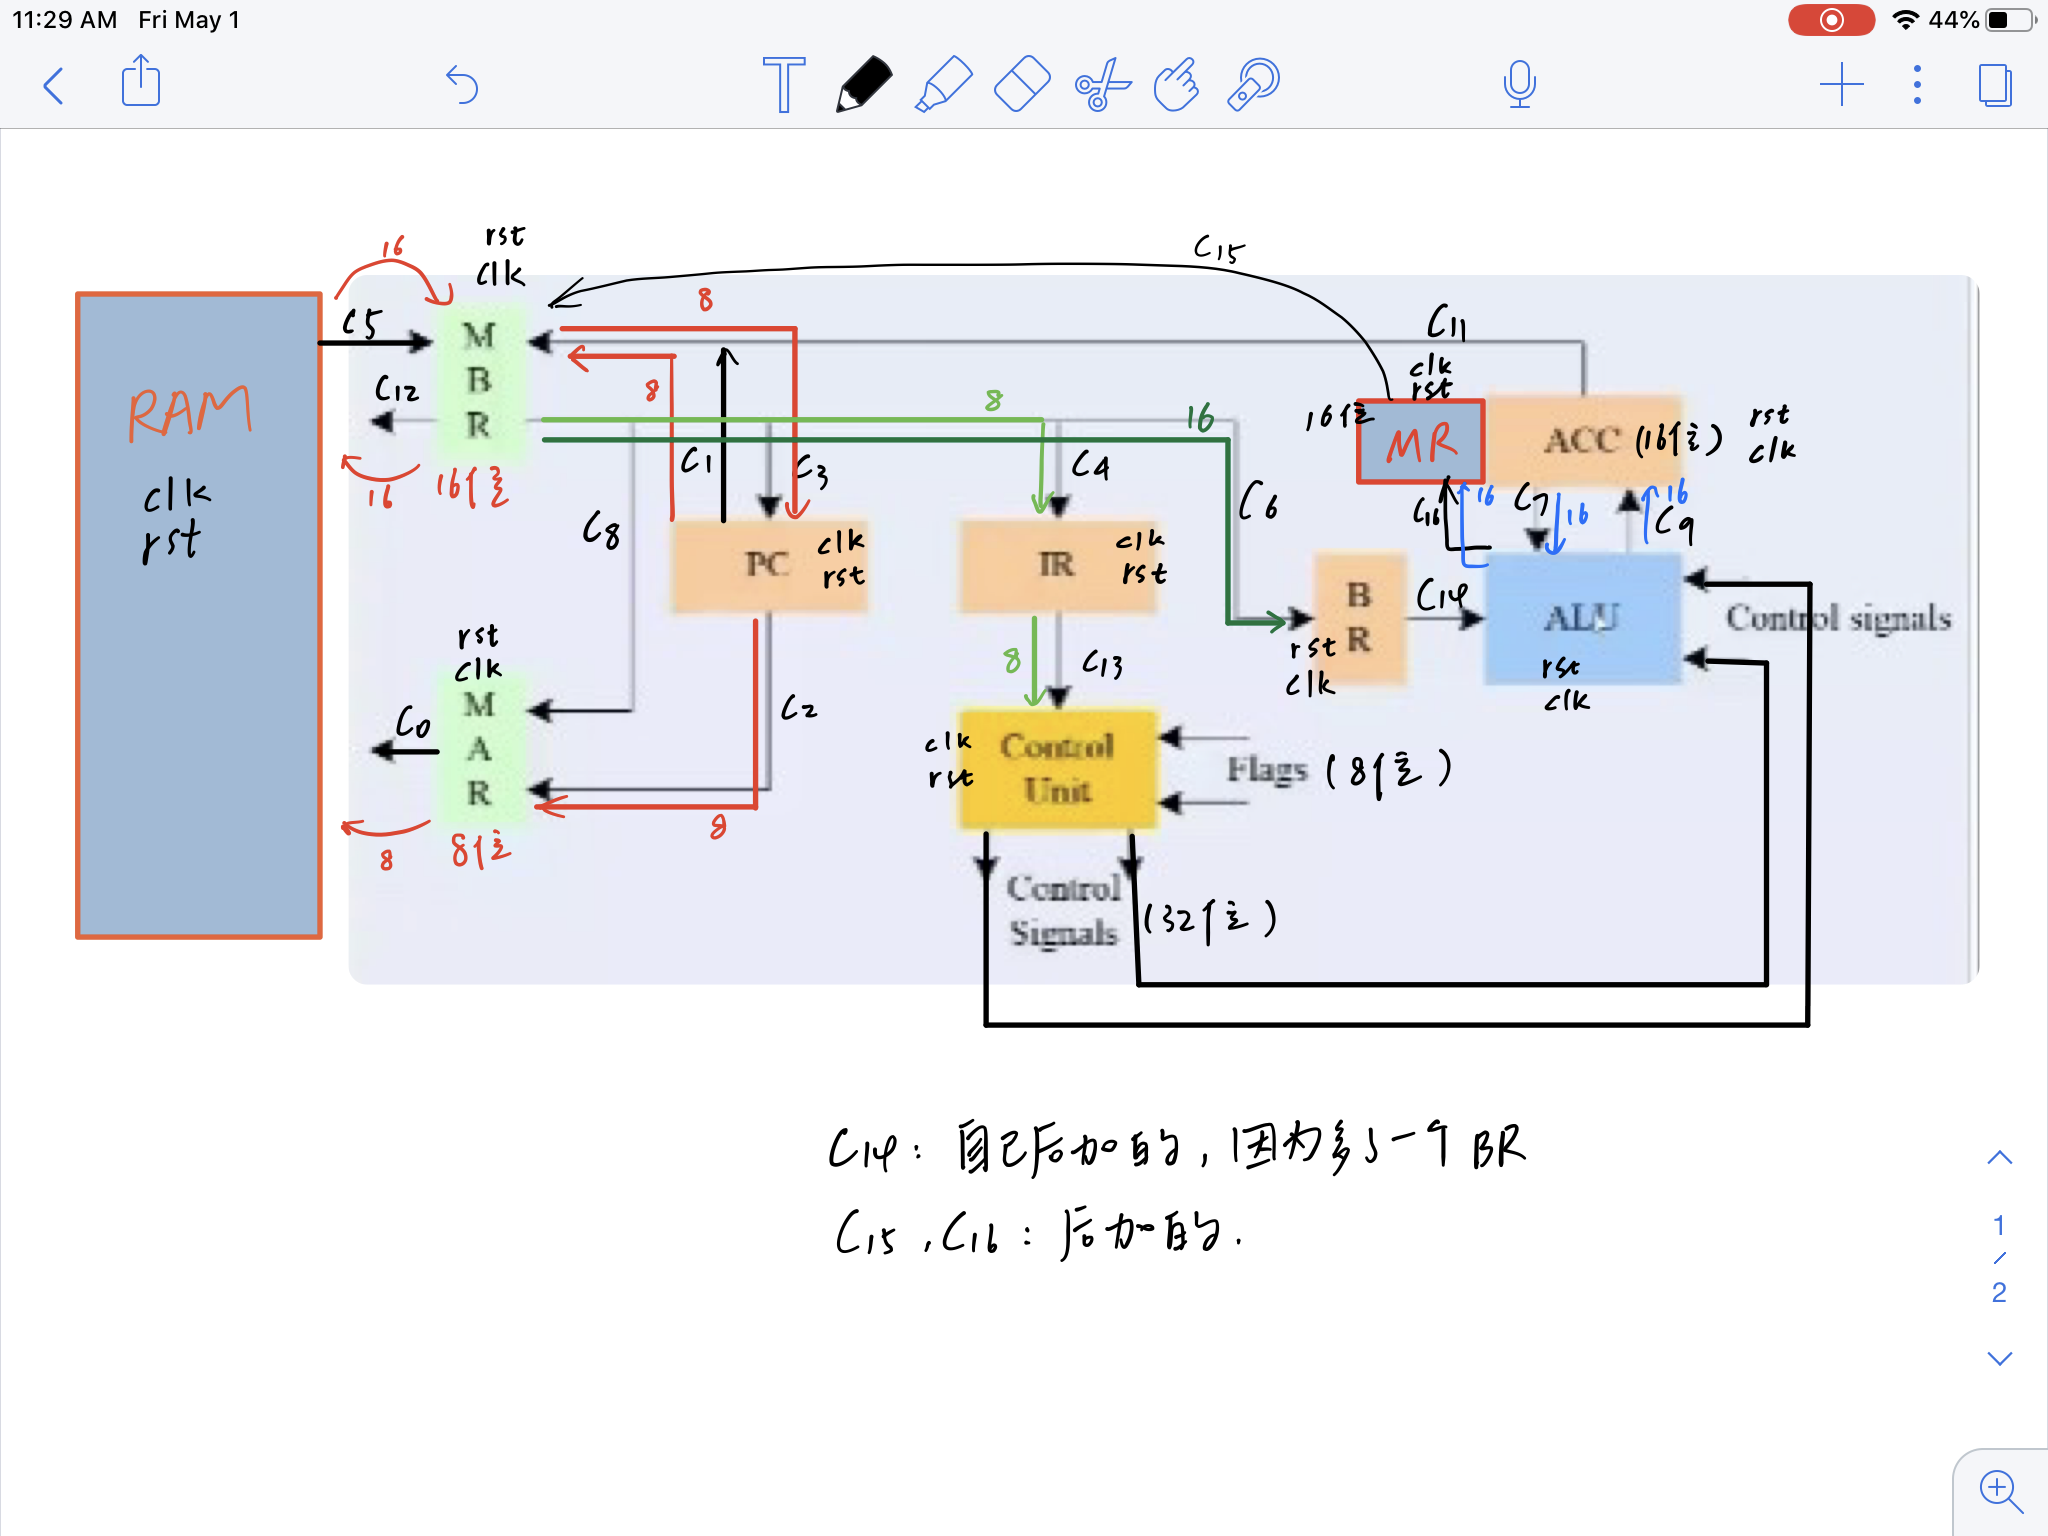 11:29 AM Fri May 1
44%
T
rst
clk
16
C15
8
C5
M
B
R
C11
C12
8
8
16
clk
rst
16位
MR
ACC (16位)
rst
clk
RAM
clk
rst
16
16位
C1
C3
C4
C6
C8
C16
16
C7
16
16
C9
PC
clk
rst
IR
clk
rst
B
R
rst
clk
C14
ALU
rst
clk
Control signals
rst
clk
M
A
R
C0
8
8位
C2
8
8
C13
clk
rst
Control
Unit
Flags (8位)
Control
Signals
(32位)
C14: 自己后加的, 因为多了一个BR
C15, C16: 后加的.
1
/
2